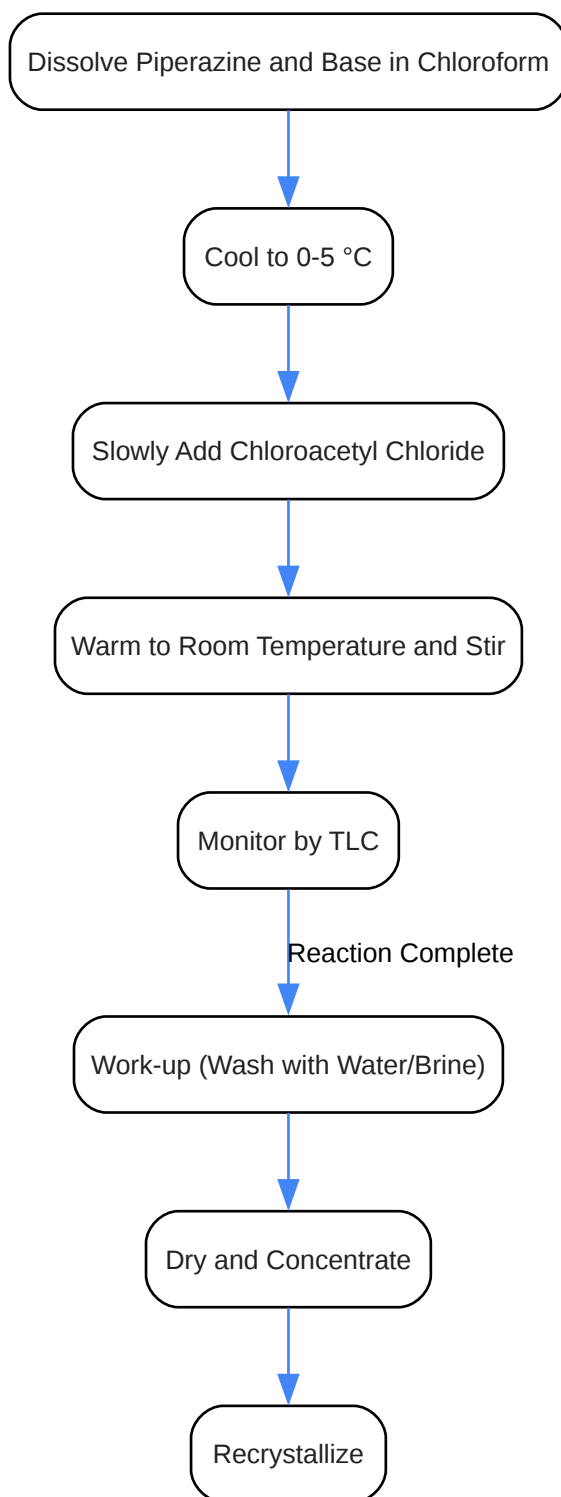 Dissolve Piperazine and Base in Chloroform
Cool to 0-5 °C
Slowly Add Chloroacetyl Chloride
Warm to Room Temperature and Stir
Monitor by TLC
Reaction Complete
Work-up (Wash with Water/Brine)
Dry and Concentrate
Recrystallize